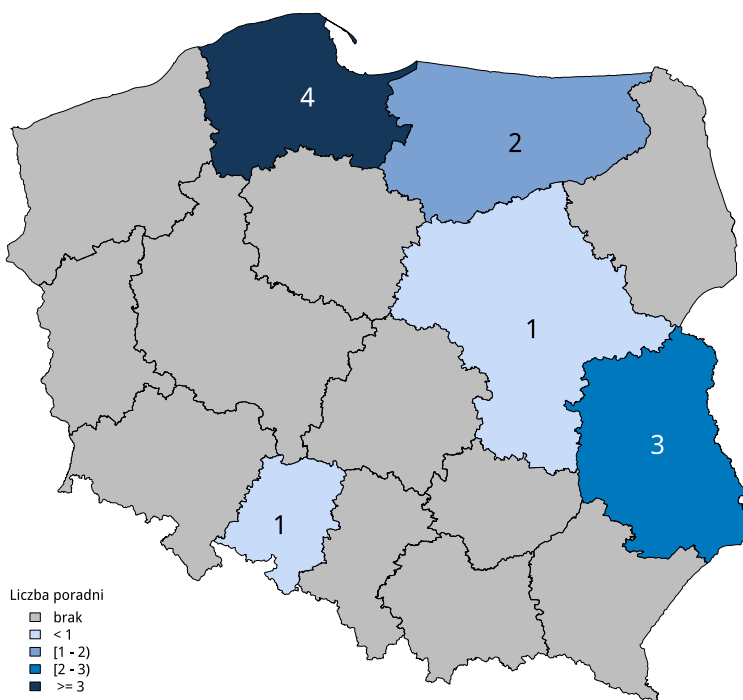 4
2
1
3
1
Liczba poradni
brak
< 1
[1 - 2)
[2 - 3)
>= 3